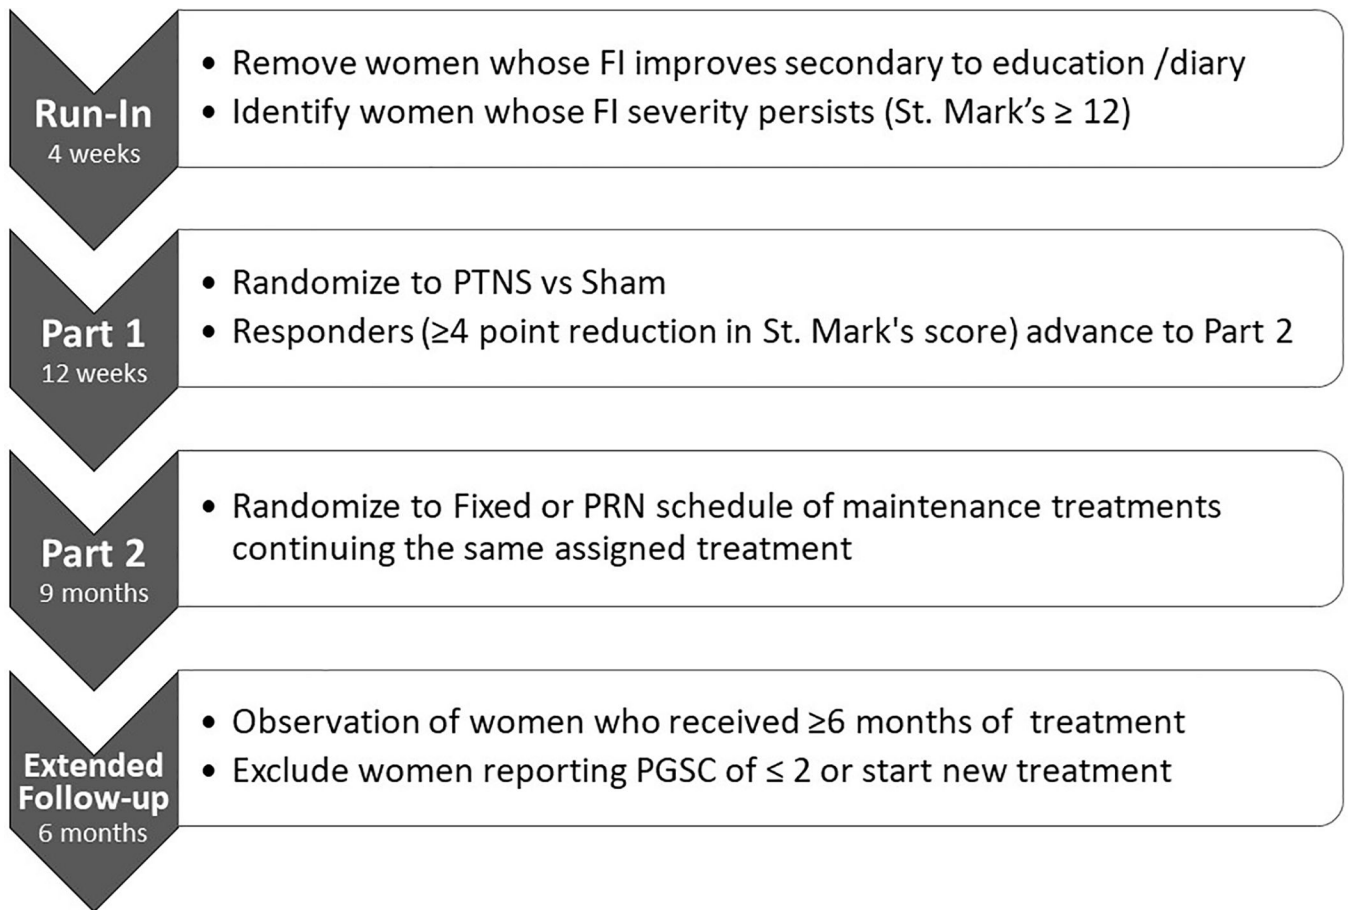 Run-In
4 weeks
• Remove women whose FI improves secondary to education /diary
• Identify women whose FI severity persists (St. Mark’s ≥ 12)
Part 1
12 weeks
• Randomize to PTNS vs Sham
• Responders (≥4 point reduction in St. Mark's score) advance to Part 2
Part 2
9 months
• Randomize to Fixed or PRN schedule of maintenance treatments
continuing the same assigned treatment
Extended
Follow-up
6 months
• Observation of women who received ≥6 months of  treatment
• Exclude women reporting PGSC of ≤ 2 or start new treatment